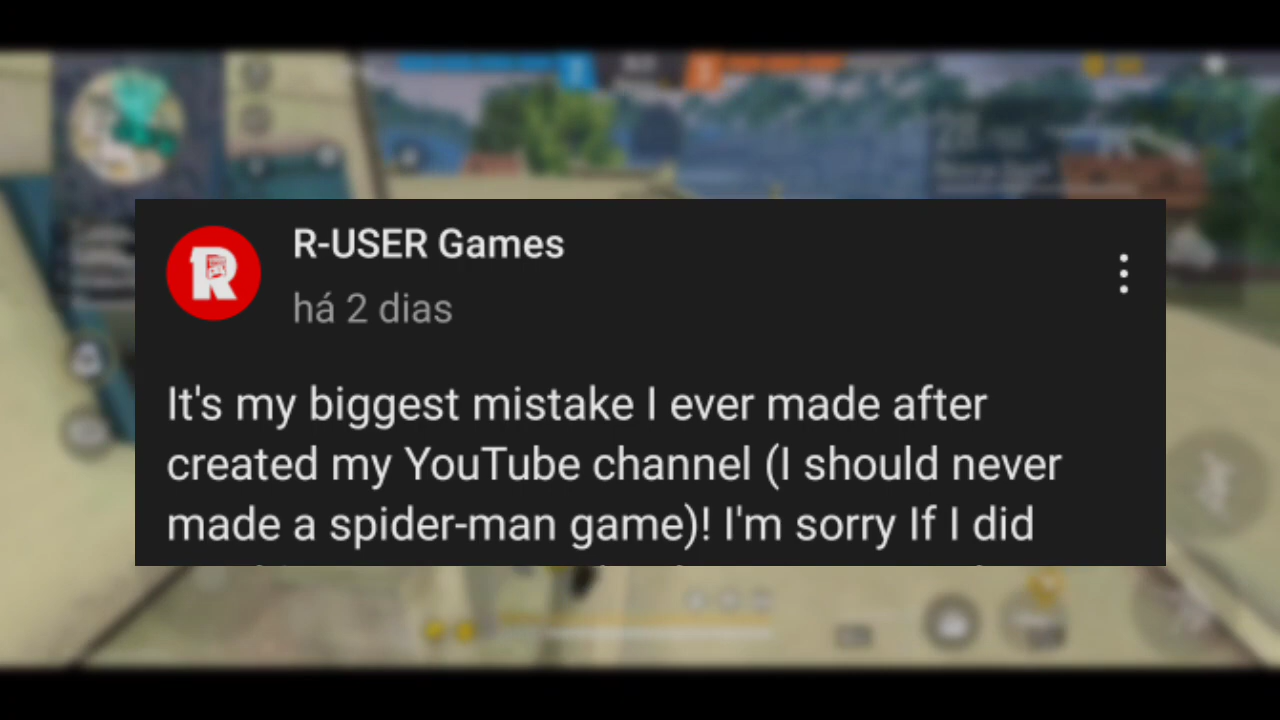 R-USER Games
há 2 dias
It's my biggest mistake I ever made after
created my YouTube channel (I should never
made a spider-man game)! I'm sorry If I did